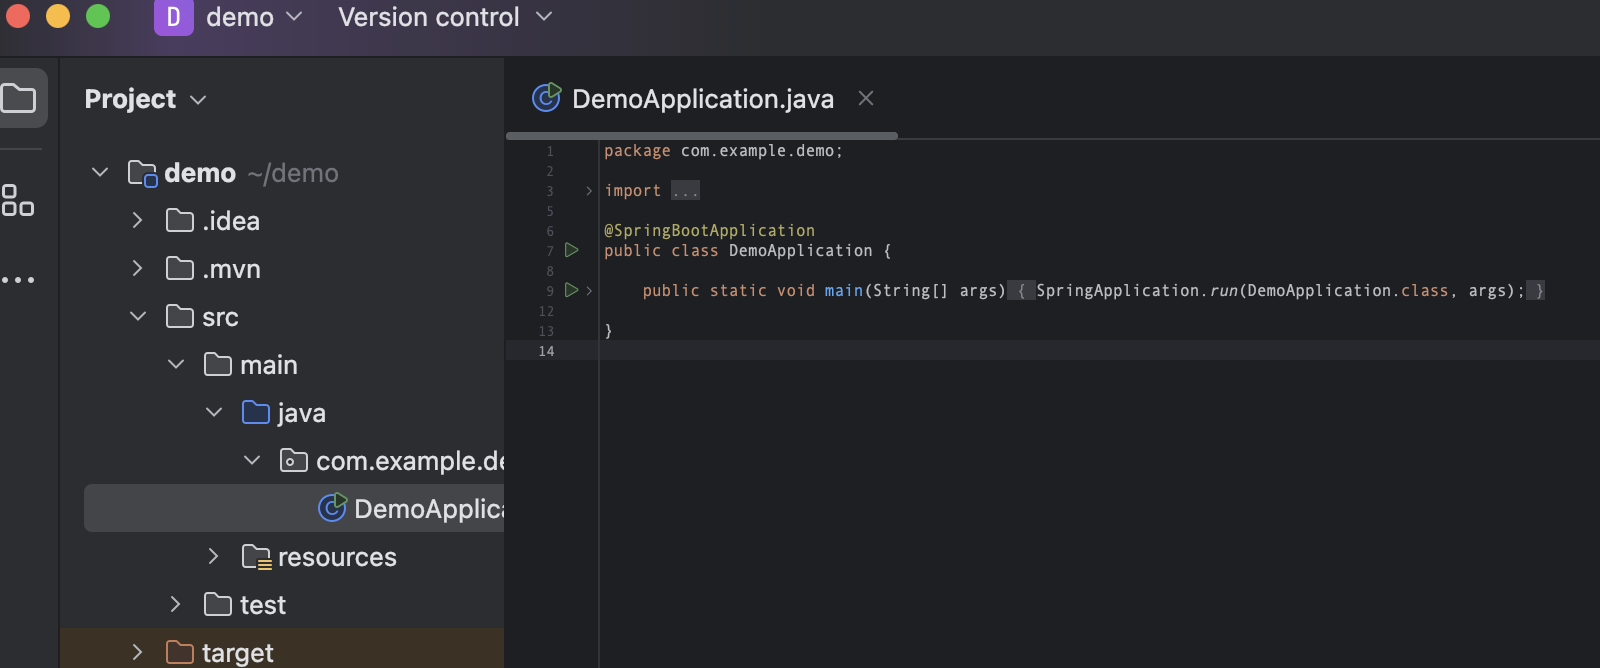 D demo Version control
Project
demo ~/demo
.idea
.mvn
src
main
java
com.example.de
DemoApplica
resources
test
target
DemoApplication.java
1 package com.example.demo;
2
3 import ...
5
6 @SpringBootApplication
7 public class DemoApplication {
8
9 public static void main(String[] args) { SpringApplication.run(DemoApplication.class, args); }
12
13 }
14